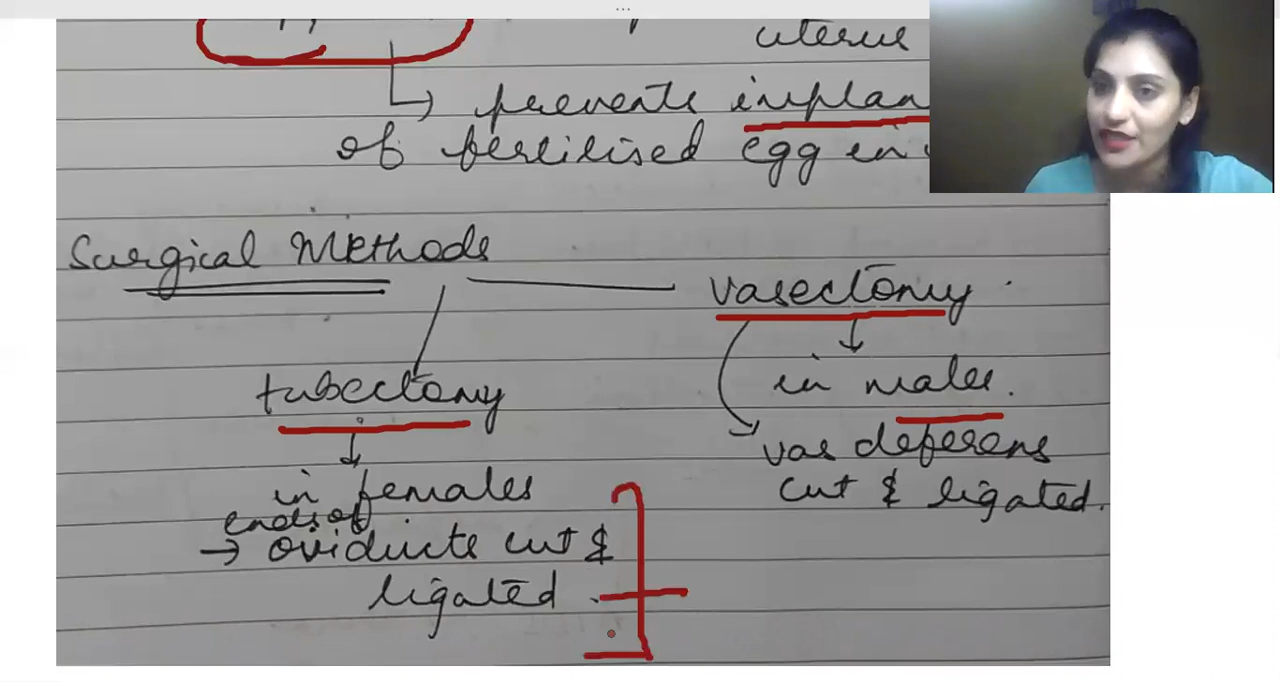 uterus
prevents implan
of fertilised egg in
Surgical Methods
vasectomy
in males.
vas deferens
cut & ligated.
tubectomy
in females
ends of
→ oviducts cut &
ligated.